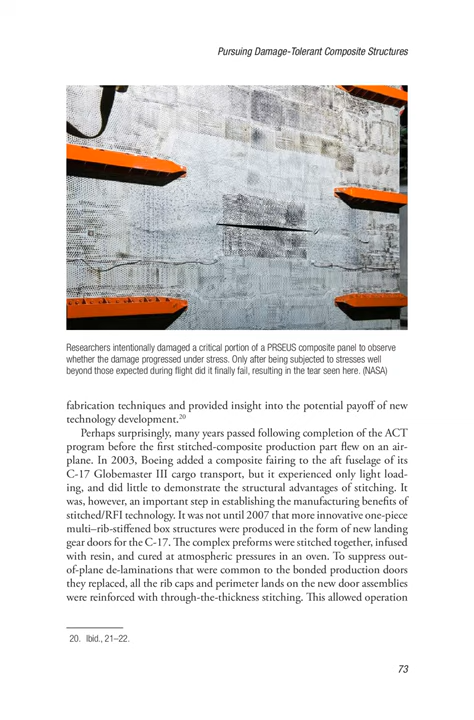 Pursuing Damage-Tolerant Composite Structures
Researchers intentionally damaged a critical portion of a PRSEUS composite panel to observe
whether the damage progressed under stress. Only after being subjected to stresses well
beyond those expected during flight did it finally fail, resulting in the tear seen here. (NASA)
fabrication techniques and provided insight into the potential payoff of new
technology development.20
Perhaps surprisingly, many years passed following completion of the ACT
program before the first stitched-composite production part flew on an air-
plane. In 2003, Boeing added a composite fairing to the aft fuselage of its
C-17 Globemaster III cargo transport, but it experienced only light load-
ing, and did little to demonstrate the structural advantages of stitching. It
was, however, an important step in establishing the manufacturing benefits of
stitched/RFI technology. It was not until 2007 that more innovative one-piece
multi–rib-stiffened box structures were produced in the form of new landing
gear doors for the C-17. The complex preforms were stitched together, infused
with resin, and cured at atmospheric pressures in an oven. To suppress out-
of-plane de-laminations that were common to the bonded production doors
they replaced, all the rib caps and perimeter lands on the new door assemblies
were reinforced with through-the-thickness stitching. This allowed operation
20. Ibid., 21–22.
73